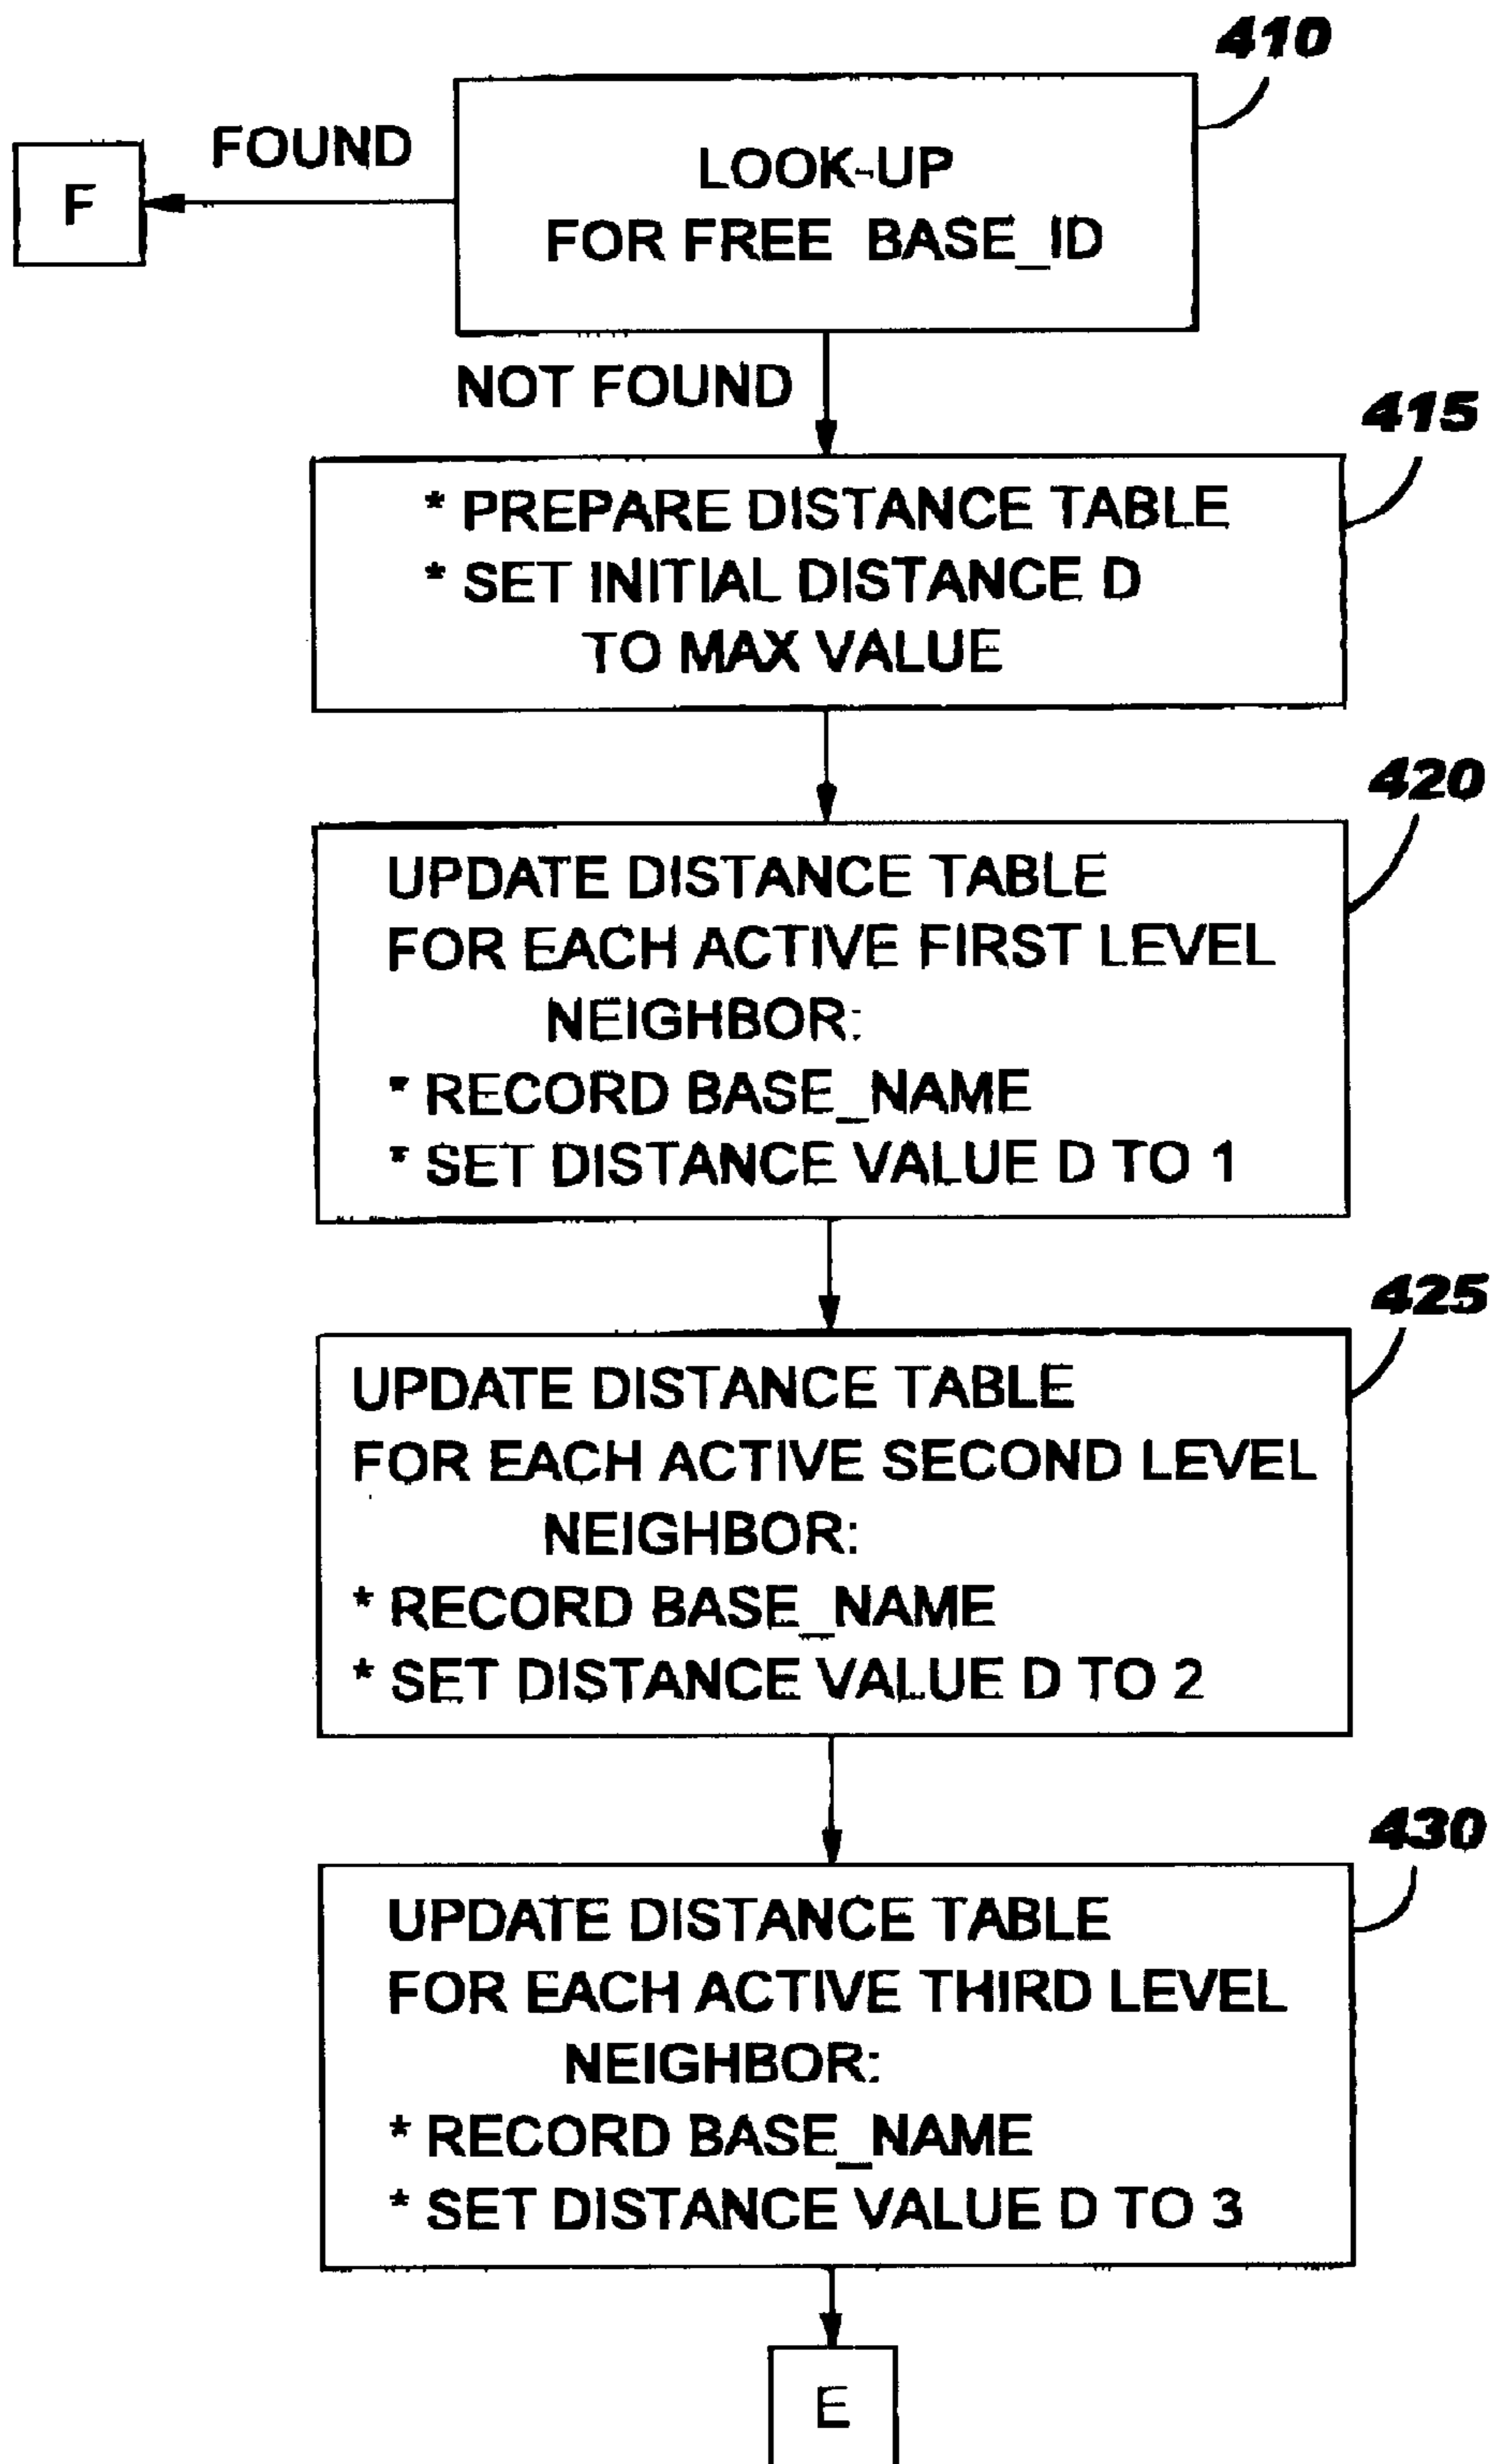 410
FOUND
F
LOOK-UP
FOR FREE BASE_ID
NOT FOUND
415
* PREPARE DISTANCE TABLE
* SET INITIAL DISTANCE D
TO MAX VALUE
420
UPDATE DISTANCE TABLE
FOR EACH ACTIVE FIRST LEVEL
NEIGHBOR:
* RECORD BASE_NAME
* SET DISTANCE VALUE D TO 1
425
UPDATE DISTANCE TABLE
FOR EACH ACTIVE SECOND LEVEL
NEIGHBOR:
* RECORD BASE_NAME
* SET DISTANCE VALUE D TO 2
430
UPDATE DISTANCE TABLE
FOR EACH ACTIVE THIRD LEVEL
NEIGHBOR:
* RECORD BASE_NAME
* SET DISTANCE VALUE D TO 3
E